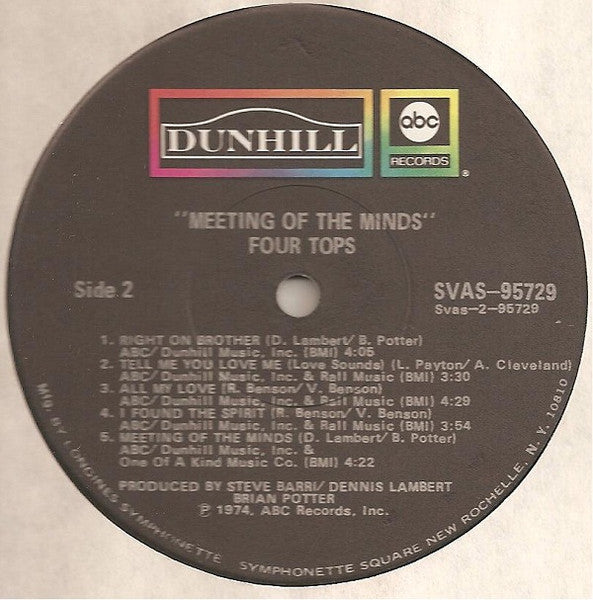 DUNHILL
abc
RECORDS
®
"MEETING OF THE MINDS"
FOUR TOPS
Side 2
SVAS-95729
Svas-2-95729
1. RIGHT ON BROTHER (D. Lambert/ B. Potter)
ABC/ Dunhill Music, Inc. (BMI) 4:05
2. TELL ME YOU LOVE ME (Love Sounds) (L. Payton/ A. Cleveland)
ABC/ Dunhill Music, Inc. & Rall Music (BMI) 3:30
3. ALL MY LOVE (R. Benson/ V. Benson)
ABC/ Dunhill Music, Inc. & Rall Music (BMI) 4:29
4. I FOUND THE SPIRIT (R. Benson/ V. Benson)
ABC/ Dunhill Music, Inc. & Rall Music (BMI) 3:54
5. MEETING OF THE MINDS (D. Lambert/ B. Potter)
ABC/ Dunhill Music, Inc. &
One Of A Kind Music Co. (BMI) 4:22
PRODUCED BY STEVE BARRI/ DENNIS LAMBERT
BRIAN POTTER
℗ 1974, ABC Records, Inc.
Mfg. BY LONGINES SYMPHONETTE SYMPHONETTE SQUARE NEW ROCHELLE, N. Y. 10810